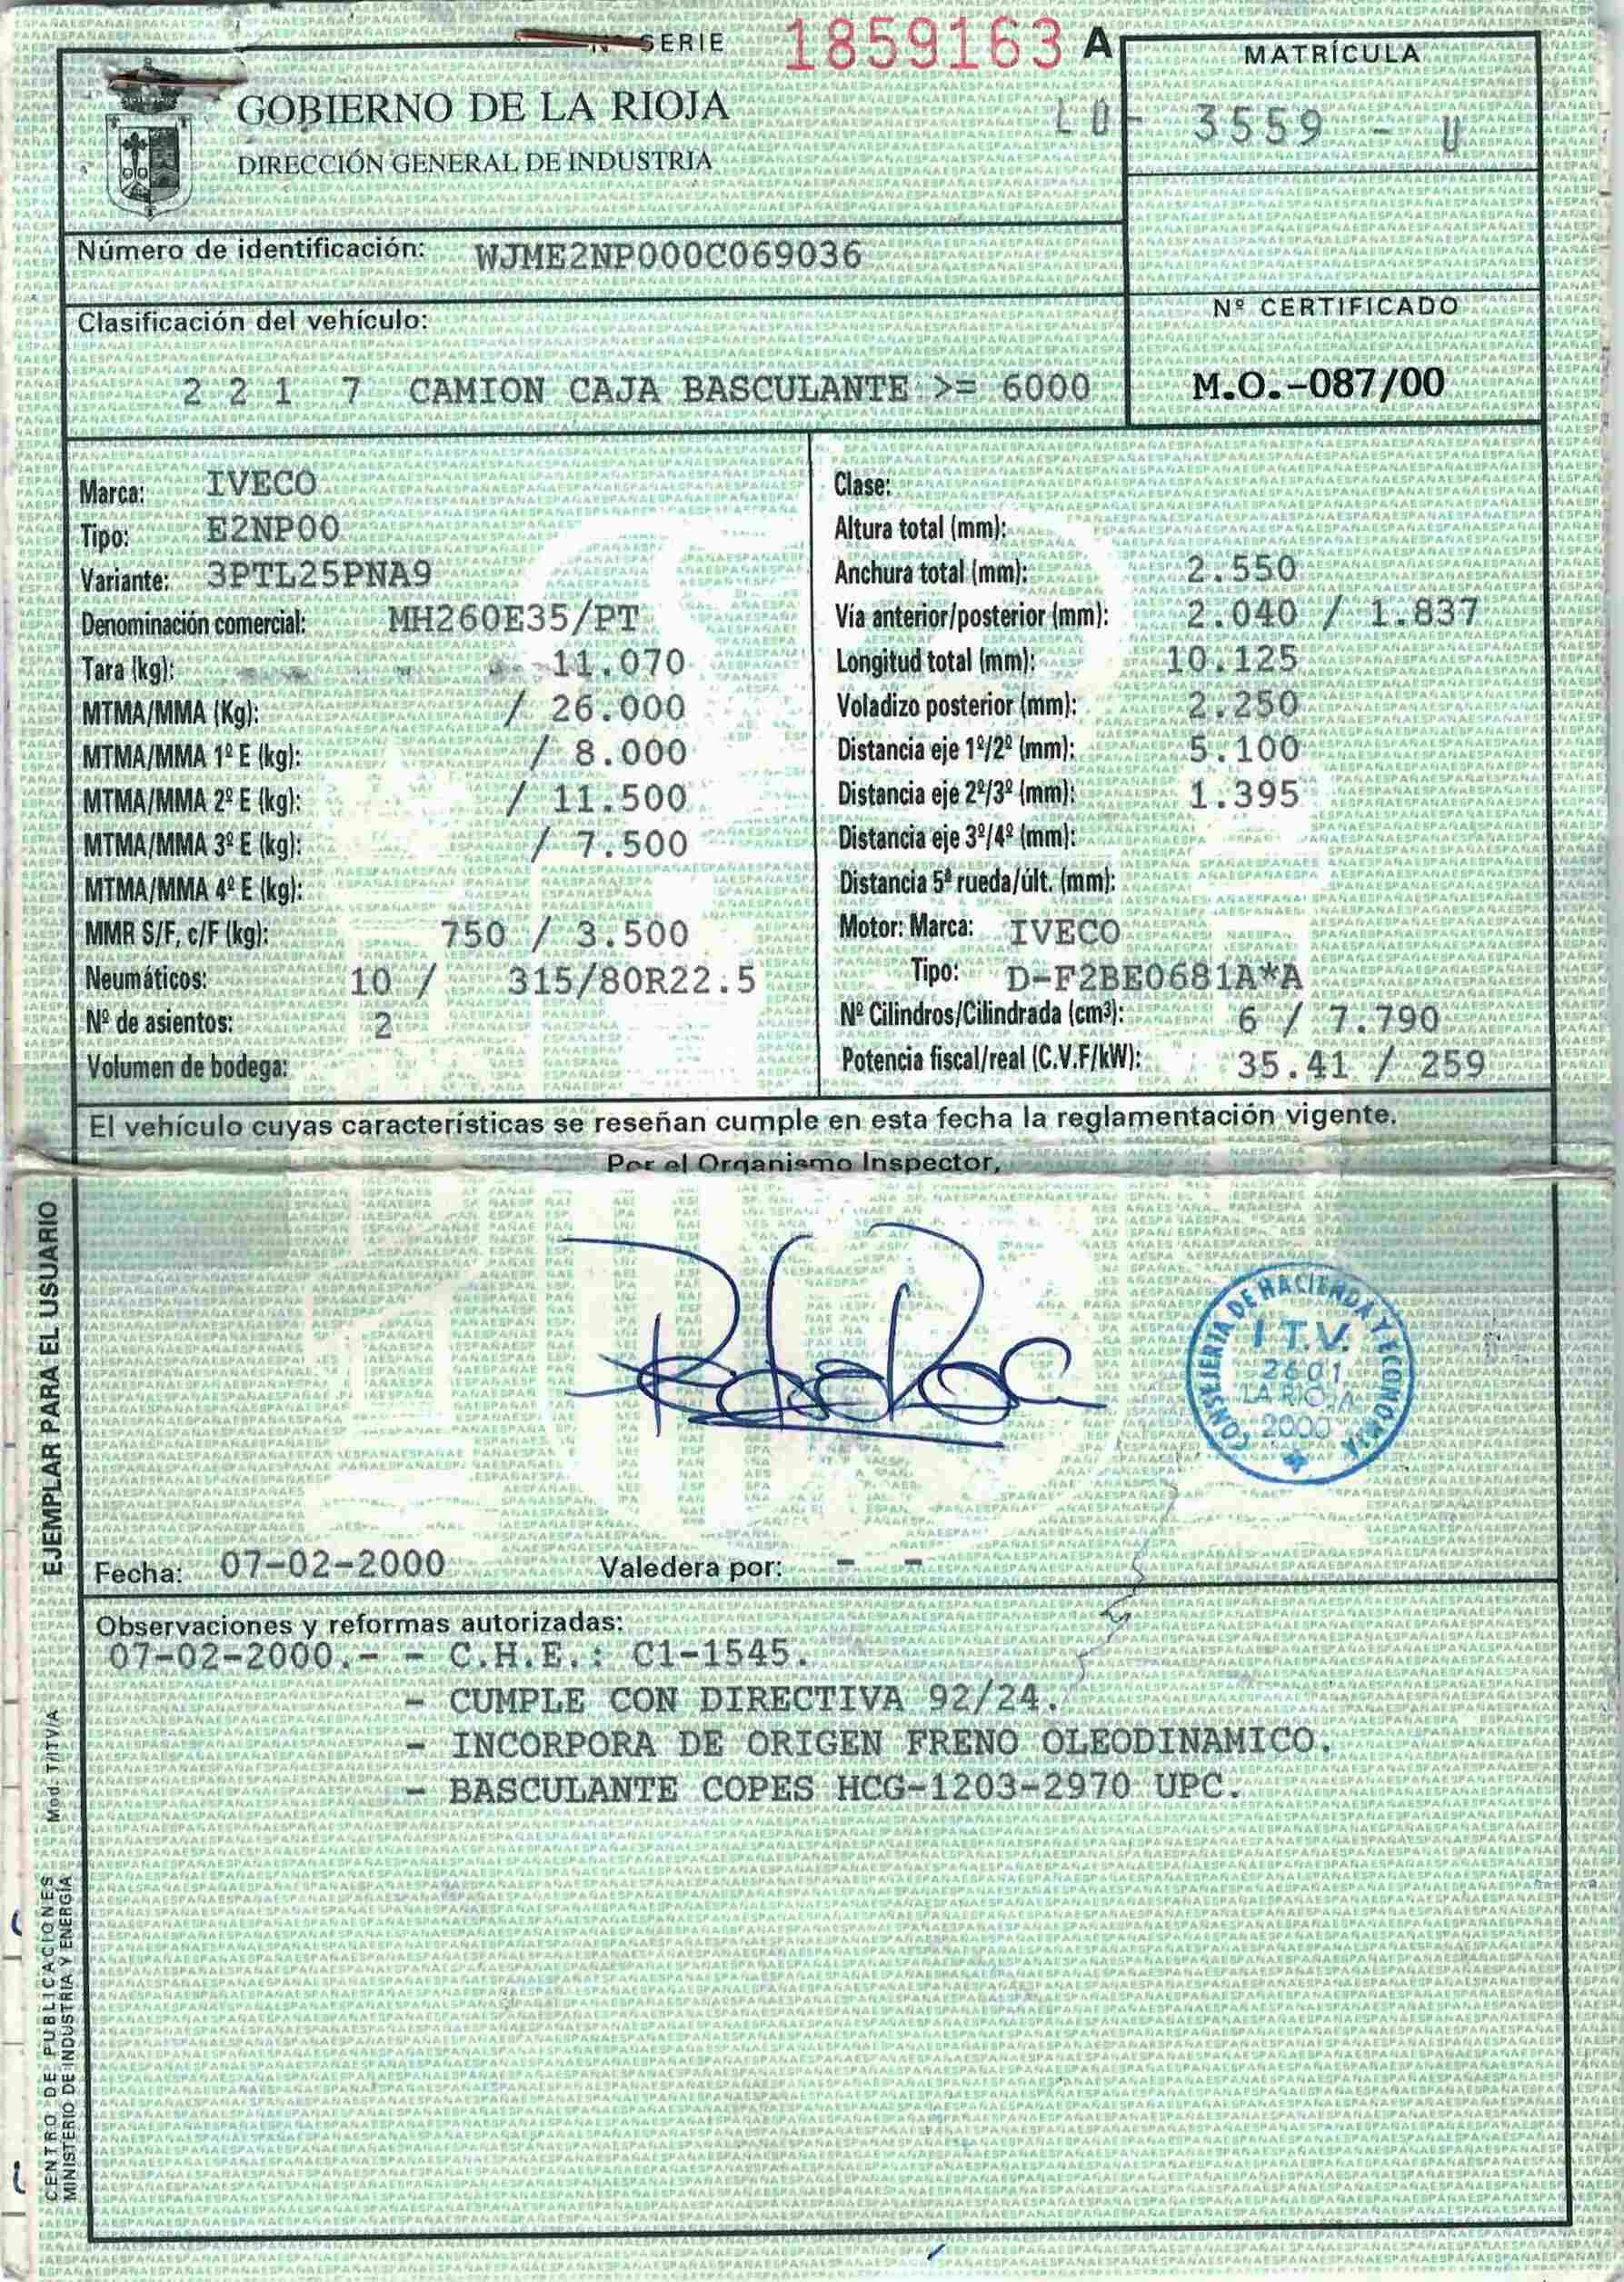 Nº SERIE 1859163 A
MATRÍCULA
GOBIERNO DE LA RIOJA
DIRECCIÓN GENERAL DE INDUSTRIA
LU- 3559 - U
Número de identificación: WJME2NP000C069036
Clasificación del vehículo:
2 2 1 7 CAMION CAJA BASCULANTE >= 6000
Nº CERTIFICADO
M.O.-087/00
Marca: IVECO
Tipo: E2NP00
Variante: 3PTL25PNA9
Denominación comercial: MH260E35/PT
Tara (kg): 11.070
MTMA/MMA (Kg): / 26.000
MTMA/MMA 1º E (kg): / 8.000
MTMA/MMA 2º E (kg): / 11.500
MTMA/MMA 3º E (kg): / 7.500
MTMA/MMA 4º E (kg):
MMR S/F, c/F (kg): 750 / 3.500
Neumáticos: 10 / 315/80R22.5
Nº de asientos: 2
Volumen de bodega:
Clase:
Altura total (mm):
Anchura total (mm): 2.550
Vía anterior/posterior (mm): 2.040 / 1.837
Longitud total (mm): 10.125
Voladizo posterior (mm): 2.250
Distancia eje 1º/2º (mm): 5.100
Distancia eje 2º/3º (mm): 1.395
Distancia eje 3º/4º (mm):
Distancia 5ª rueda/últ. (mm):
Motor: Marca: IVECO
Tipo: D-F2BE0681A*A
Nº Cilindros/Cilindrada (cm³): 6 / 7.790
Potencia fiscal/real (C.V.F/kW): 35.41 / 259
El vehículo cuyas características se reseñan cumple en esta fecha la reglamentación vigente.
Por el Organismo Inspector,
CONSEJERIA DE HACIENDA Y ECONOMIA
I.T.V.
2601
LA RIOJA
2000
Fecha: 07-02-2000 Valedera por: - -
Observaciones y reformas autorizadas:
07-02-2000.- - C.H.E.: C1-1545.
- CUMPLE CON DIRECTIVA 92/24.
- INCORPORA DE ORIGEN FRENO OLEODINAMICO.
- BASCULANTE COPES HCG-1203-2970 UPC.
EJEMPLAR PARA EL USUARIO
Mod. T/ITV/A
CENTRO DE PUBLICACIONES
MINISTERIO DE INDUSTRIA Y ENERGÍA